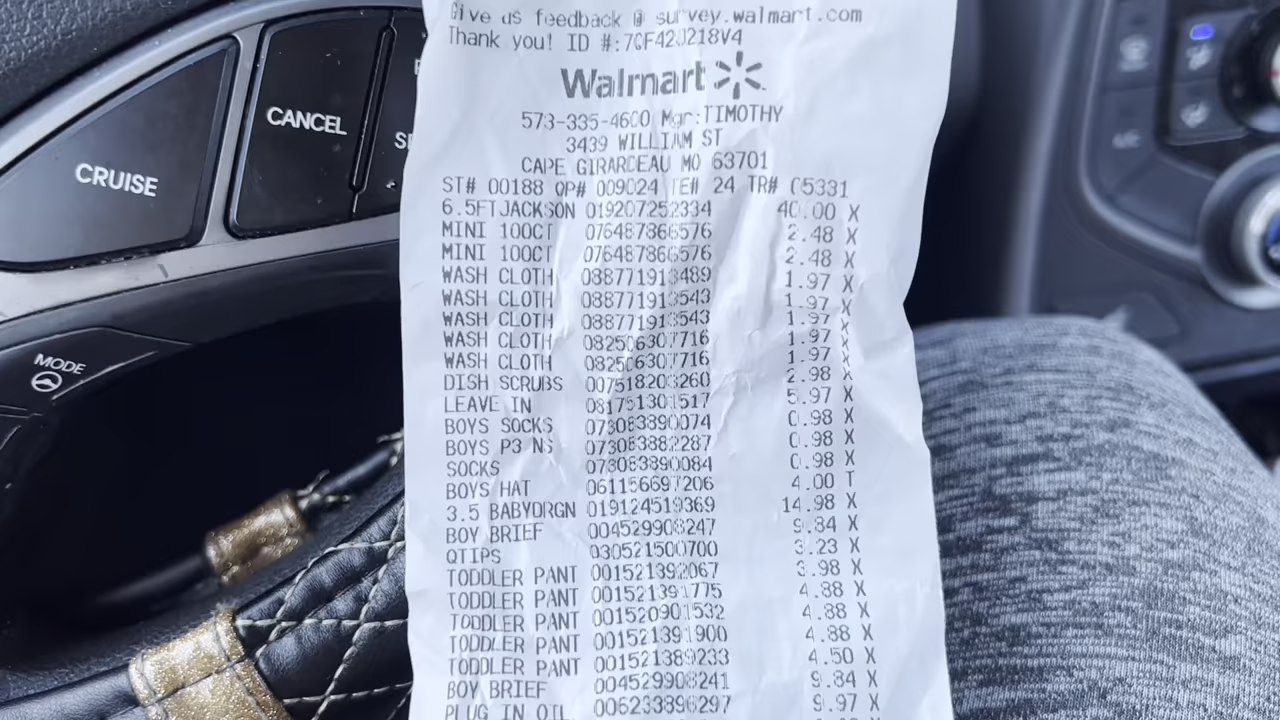 Give us feedback @ survey.walmart.com
Thank you! ID #:7CF42J218V4
Walmart
573-335-4600 Mgr:TIMOTHY
3439 WILLIAM ST
CAPE GIRARDEAU MO 63701
ST# 00188 OP# 009024 TE# 24 TR# 05331
6.5FTJACKSON 019207252334 40.00 X
MINI 100CT 076487866576 2.48 X
MINI 100CT 076487866576 2.48 X
WASH CLOTH 088771913489 1.97 X
WASH CLOTH 088771913543 1.97 X
WASH CLOTH 088771913543 1.97 X
WASH CLOTH 082506307716 1.97 X
WASH CLOTH 082506307716 1.97 X
DISH SCRUBS 007518203260 2.98 X
LEAVE IN 081751301517 5.97 X
BOYS SOCKS 073083390074 0.98 X
BOYS P3 NS 073083382287 0.98 X
SOCKS 073083390084 0.98 X
BOYS HAT 061156697206 4.00 T
3.5 BABYDRGN 019124519369 14.98 X
BOY BRIEF 004529908247 9.84 X
QTIPS 030521500700 3.23 X
TODDLER PANT 001521392067 3.98 X
TODDLER PANT 001521391775 4.88 X
TODDLER PANT 001520901532 4.88 X
TODDLER PANT 001521391900 4.88 X
TODDLER PANT 001521389233 4.50 X
BOY BRIEF 004529908241 9.84 X
PLUG IN OIL 006233896297 9.97 X
CRUISE
CANCEL
MODE
A/C